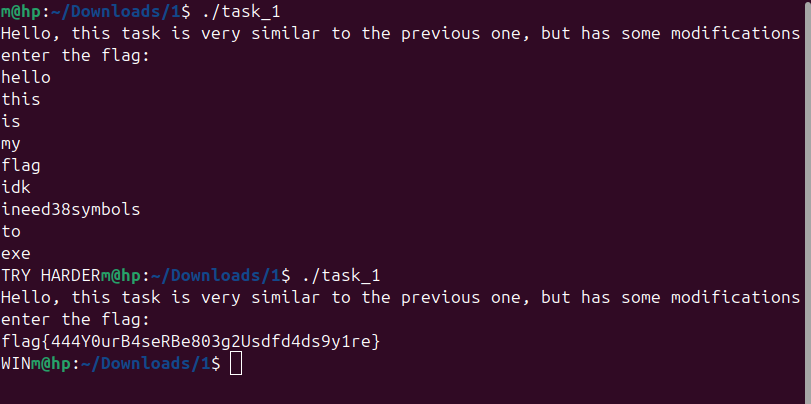 m@hp:~/Downloads/1$ ./task_1
Hello, this task is very similar to the previous one, but has some modifications
enter the flag:
hello
this
is
my
flag
idk
ineed38symbols
to
exe
TRY HARDERm@hp:~/Downloads/1$ ./task_1
Hello, this task is very similar to the previous one, but has some modifications
enter the flag:
flag{444Y0urB4seRBe803g2Usdfd4ds9y1re}
WINm@hp:~/Downloads/1$